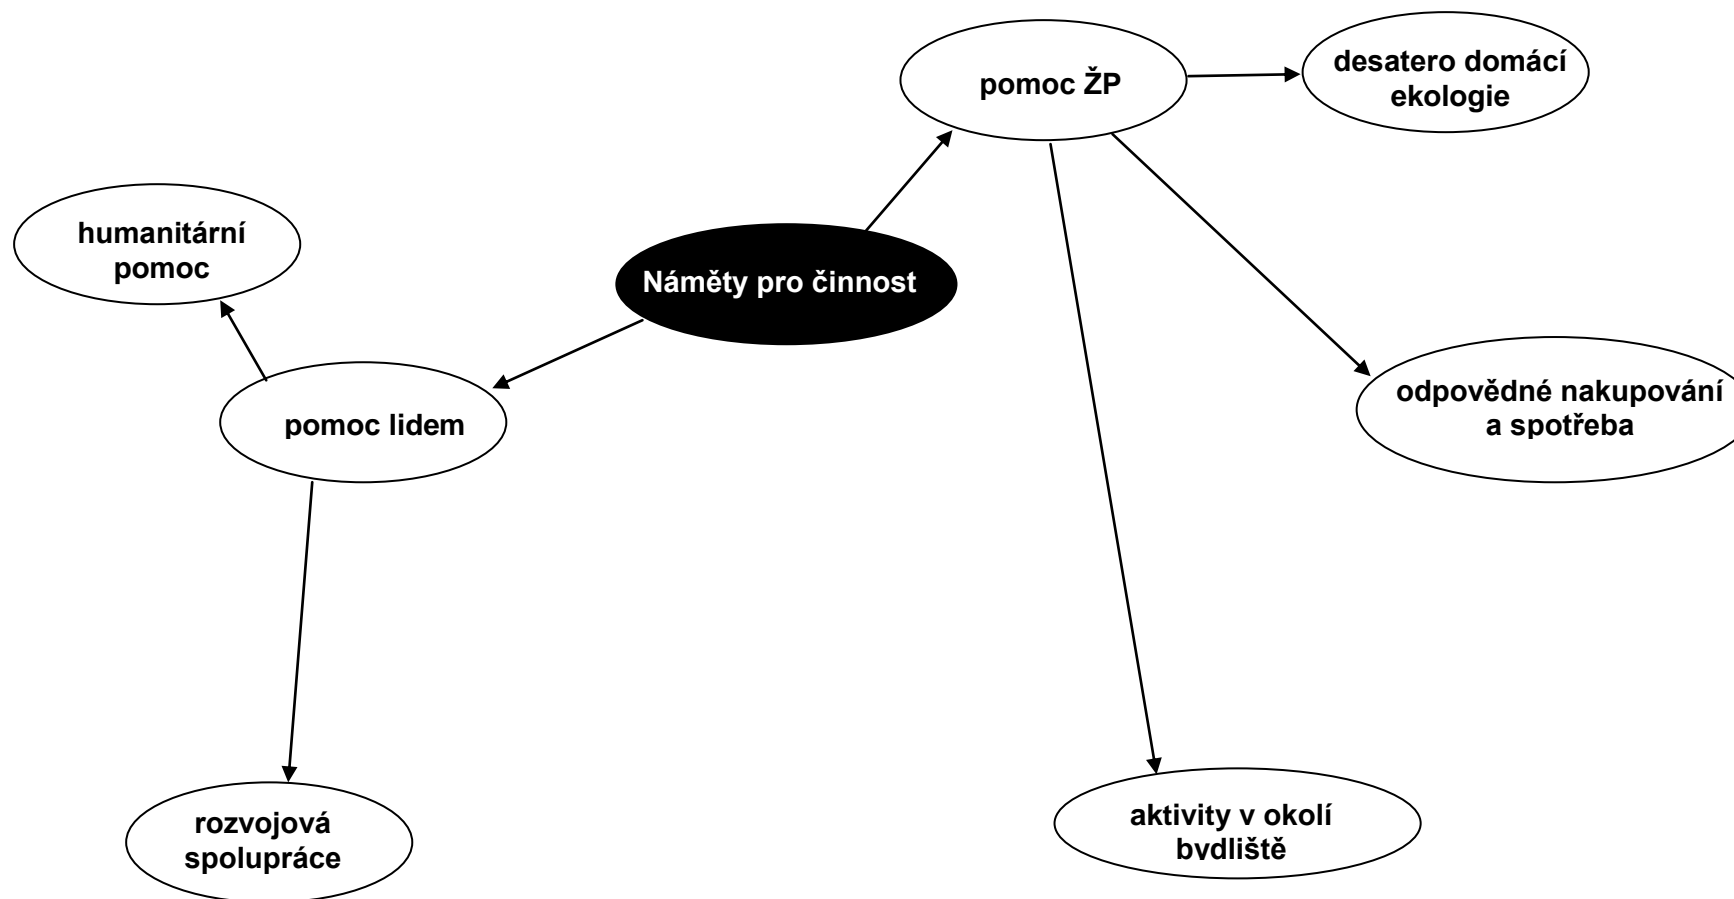 pomoc ŽP
desatero domácí
ekologie
humanitární
pomoc
Náměty pro činnost
pomoc lidem
odpovědné nakupování
a spotřeba
rozvojová
spolupráce
aktivity v okolí
bydliště